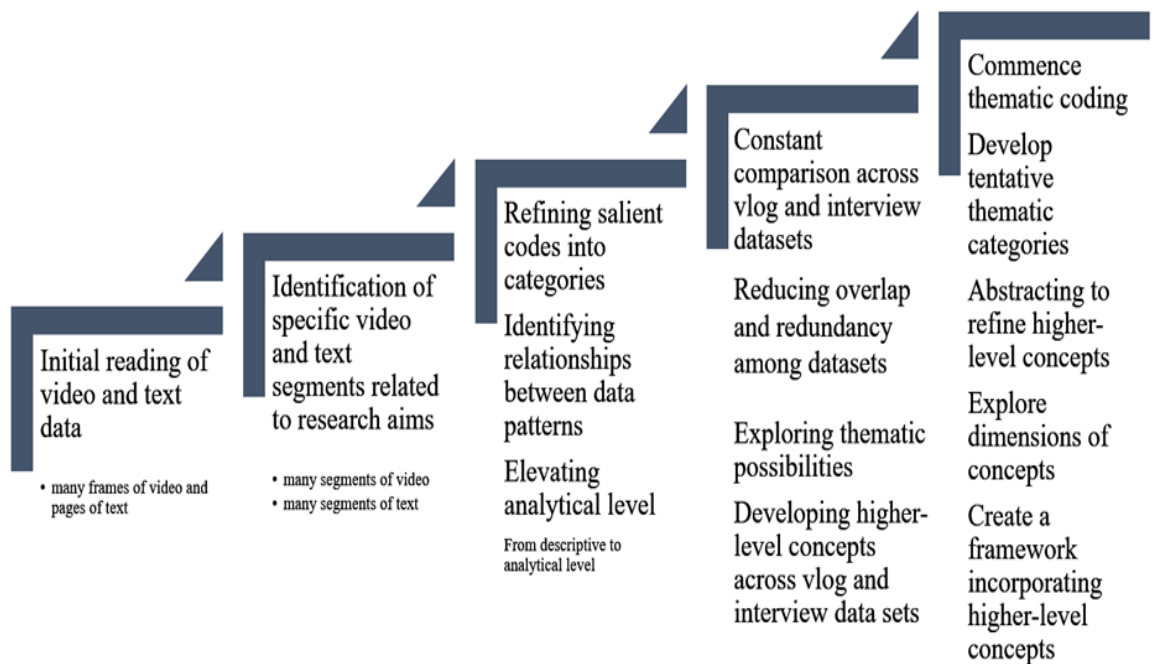 Initial reading of
video and text
data
• many frames of video and
pages of text
Identification of
specific video
and text
segments related
to research aims
• many segments of video
• many segments of text
Refining salient
codes into
categories
Identifying
relationships
between data
patterns
Elevating
analytical level
From descriptive to
analytical level
Constant
comparison across
vlog and interview
datasets
Reducing overlap
and redundancy
among datasets
Exploring thematic
possibilities
Developing higher-
level concepts
across vlog and
interview data sets
Commence
thematic coding
Develop
tentative
thematic
categories
Abstracting to
refine higher-
level concepts
Explore
dimensions of
concepts
Create a
framework
incorporating
higher-level
concepts